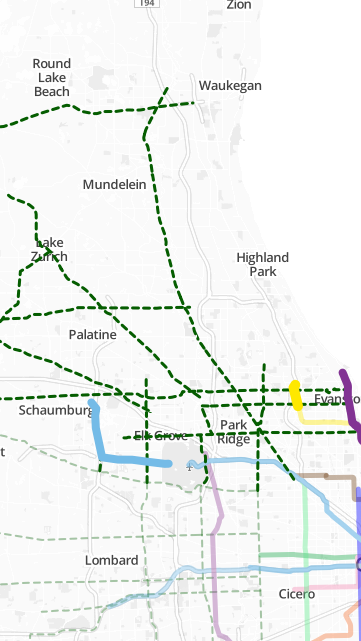 Zion
194
Round
Lake
Beach
Waukegan
Mundelein
Lake
Zurich
Highland
Park
Palatine
Schaumburg
Evanston
Park
Ridge
Elk Grove
t
Lombard
Cicero